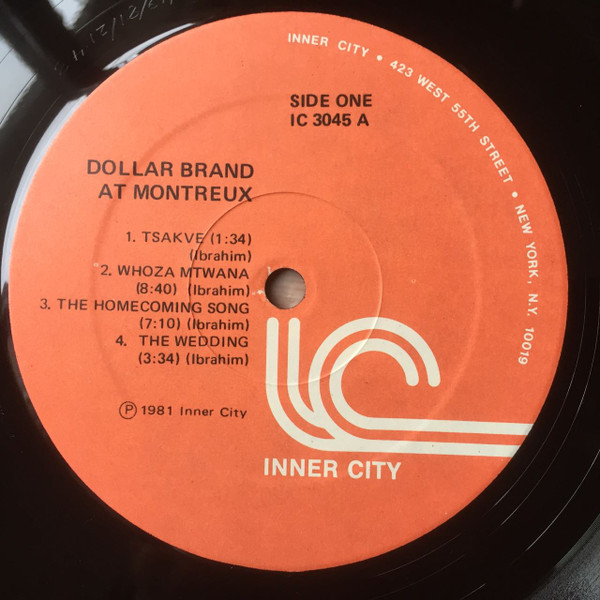 INNER CITY • 423 WEST 55TH STREET • NEW YORK, N.Y. 10019
SIDE ONE
IC 3045 A
DOLLAR BRAND
AT MONTREUX
1. TSAKVE (1:34)
(Ibrahim)
2. WHOZA MTWANA
(8:40) (Ibrahim)
3. THE HOMECOMING SONG
(7:10) (Ibrahim)
4. THE WEDDING
(3:34) (Ibrahim)
℗ 1981 Inner City
IC
INNER CITY